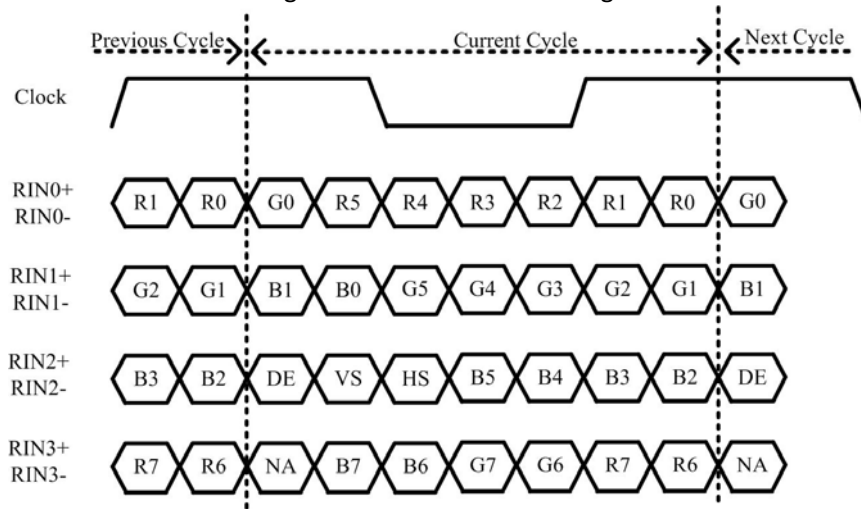 Previous Cycle Current Cycle Next Cycle
Clock
RIN0+
RIN0-
R1 R0 G0 R5 R4 R3 R2 R1 R0 G0
RIN1+
RIN1-
G2 G1 B1 B0 G5 G4 G3 G2 G1 B1
RIN2+
RIN2-
B3 B2 DE VS HS B5 B4 B3 B2 DE
RIN3+
RIN3-
R7 R6 NA B7 B6 G7 G6 R7 R6 NA